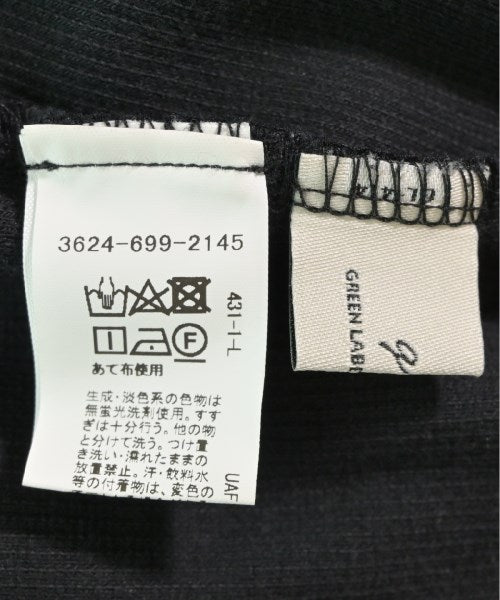 3624-699-2145
431-1-L
あて布使用
生成・淡色系の色物は
無蛍光洗剤使用。すす
ぎは十分行う。他の物
と分けて洗う。つけ置
き洗い・濡れたままの
放置禁止。汗・飲料水
等の付着物は、変色の
UAF
GREEN LABE